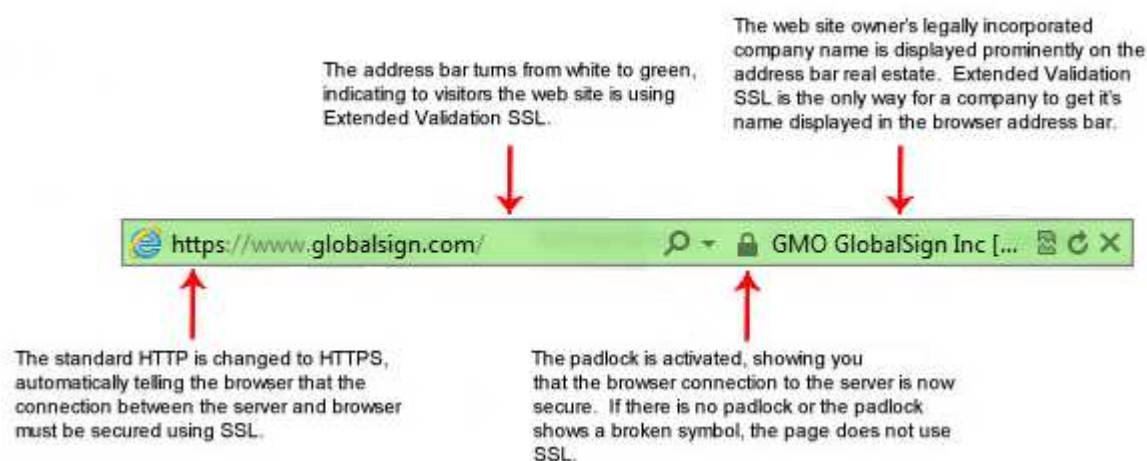 The web site owner's legally incorporated
company name is displayed prominently on the
address bar real estate. Extended Validation
SSL is the only way for a company to get it's
name displayed in the browser address bar.
The address bar turns from white to green,
indicating to visitors the web site is using
Extended Validation SSL.
https://www.globalsign.com/
GMO GlobalSign Inc [...
The standard HTTP is changed to HTTPS,
automatically telling the browser that the
connection between the server and browser
must be secured using SSL.
The padlock is activated, showing you
that the browser connection to the server is now
secure. If there is no padlock or the padlock
shows a broken symbol, the page does not use
SSL.